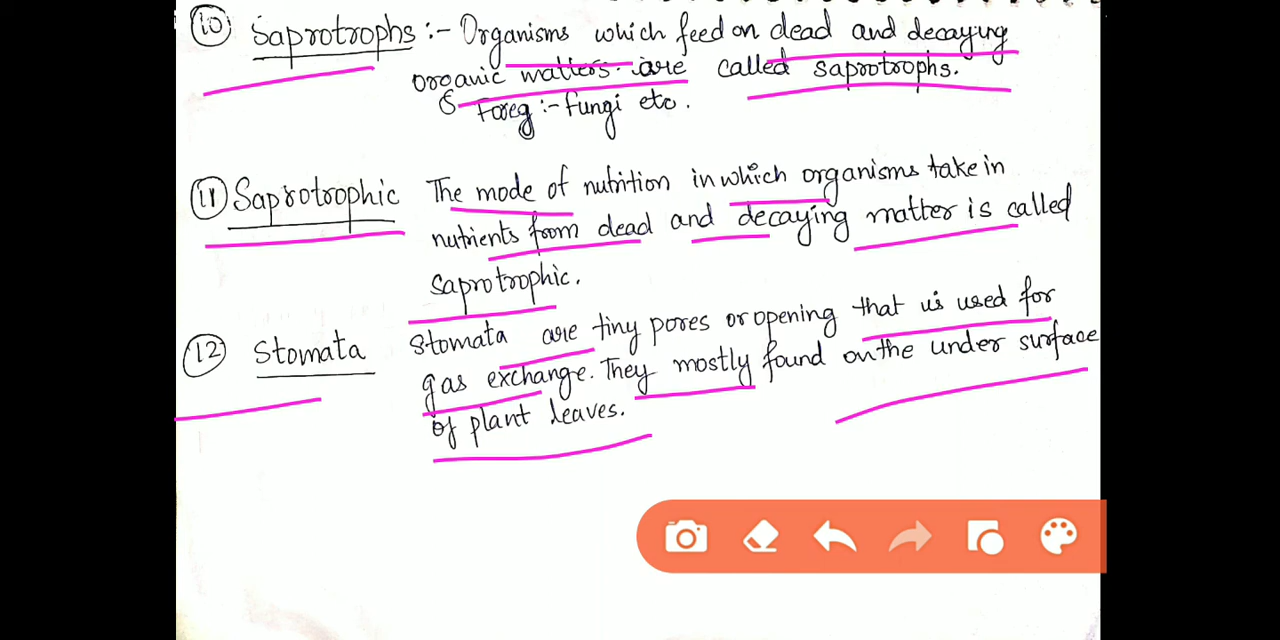 10 Saprotrophs :- Organisms which feed on dead and decaying
organic matters are called saprotrophs.
Foreg :- fungi etc.
11 Saprotrophic The mode of nutrition in which organisms take in
nutrients from dead and decaying matter is called
saprotrophic.
12 Stomata Stomata are tiny pores or opening that is used for
gas exchange. They mostly found on the under surface
of plant leaves.